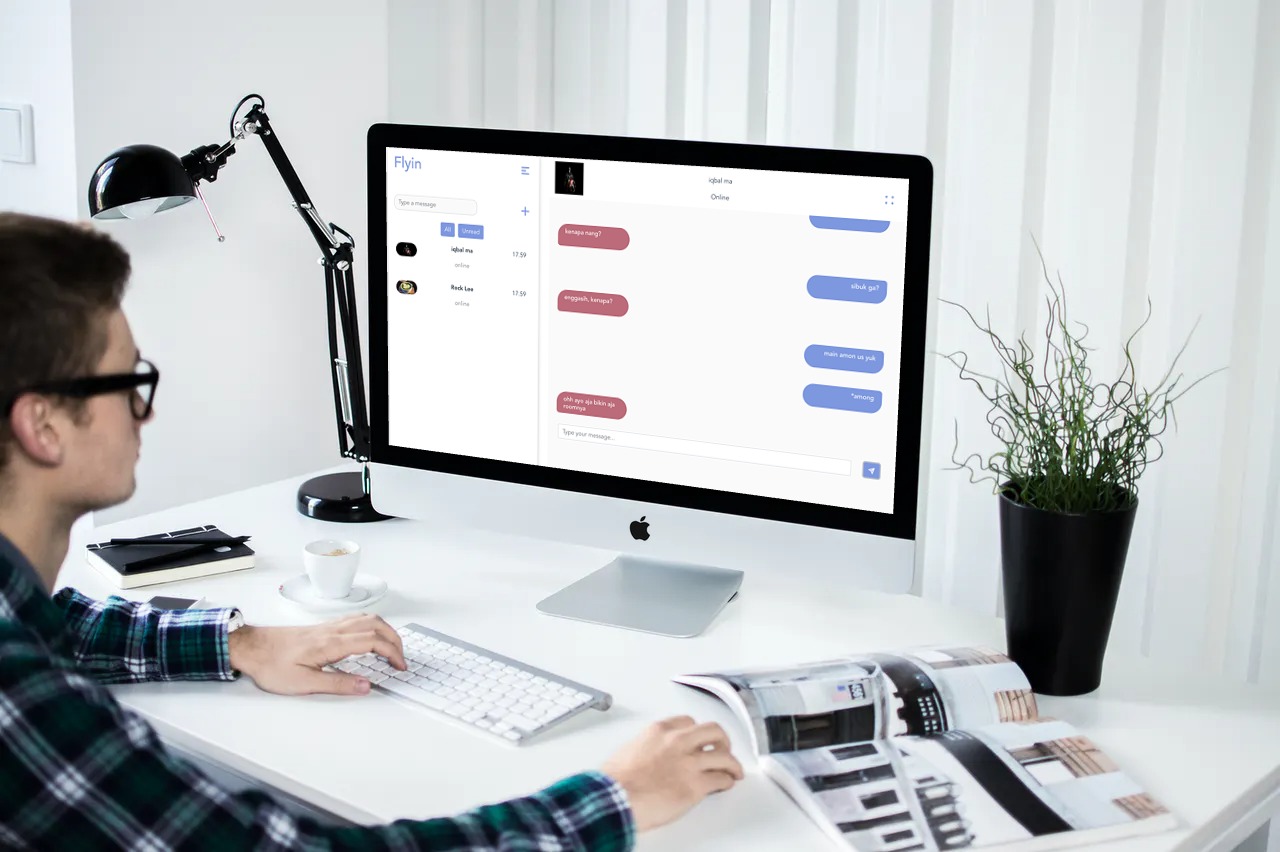 Flyin
Type a message
All
Unread
iqbal ma
17.59
online
Rock Lee
17.59
online
iqbal ma
Online
kenapa nang?
sibuk ga?
enggasih, kenapa?
main amon us yuk
*among
ohh ayo aja bikin aja
roomnya
Type your message...